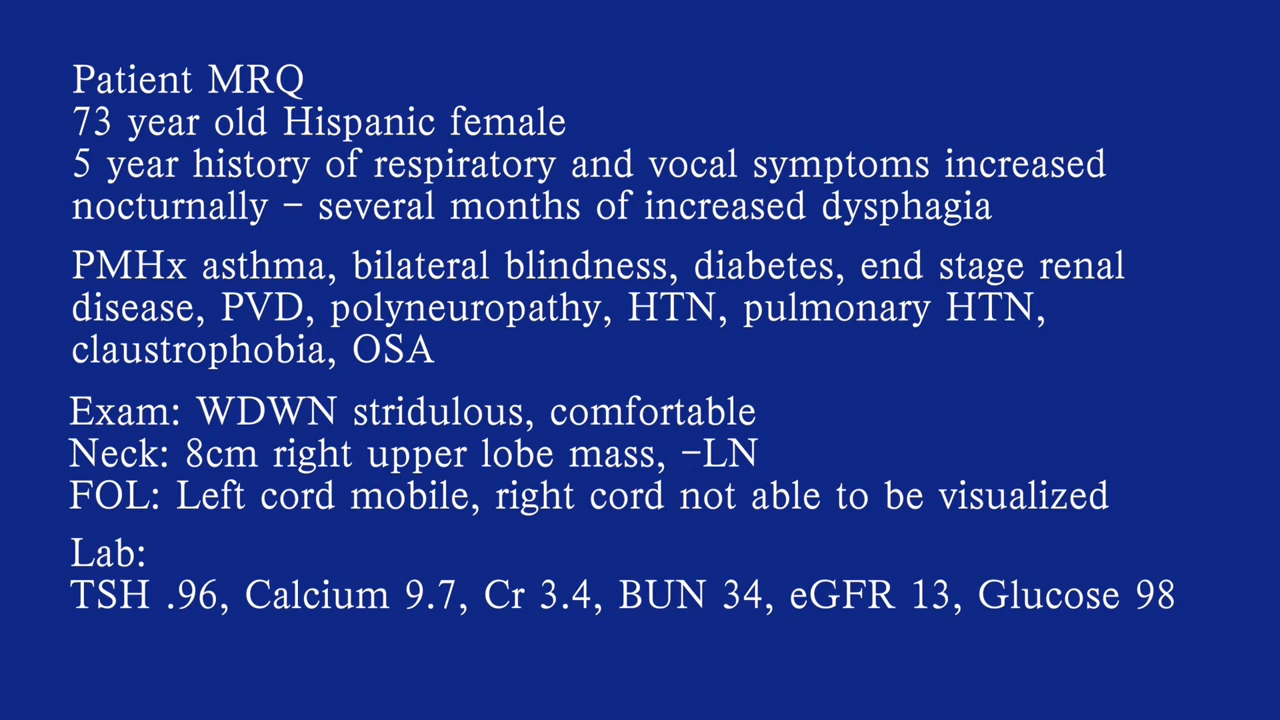 Patient MRQ
73 year old Hispanic female
5 year history of respiratory and vocal symptoms increased
nocturnally – several months of increased dysphagia
PMHx asthma, bilateral blindness, diabetes, end stage renal
disease, PVD, polyneuropathy, HTN, pulmonary HTN,
claustrophobia, OSA
Exam: WDWN stridulous, comfortable
Neck: 8cm right upper lobe mass, –LN
FOL: Left cord mobile, right cord not able to be visualized
Lab:
TSH .96, Calcium 9.7, Cr 3.4, BUN 34, eGFR 13, Glucose 98